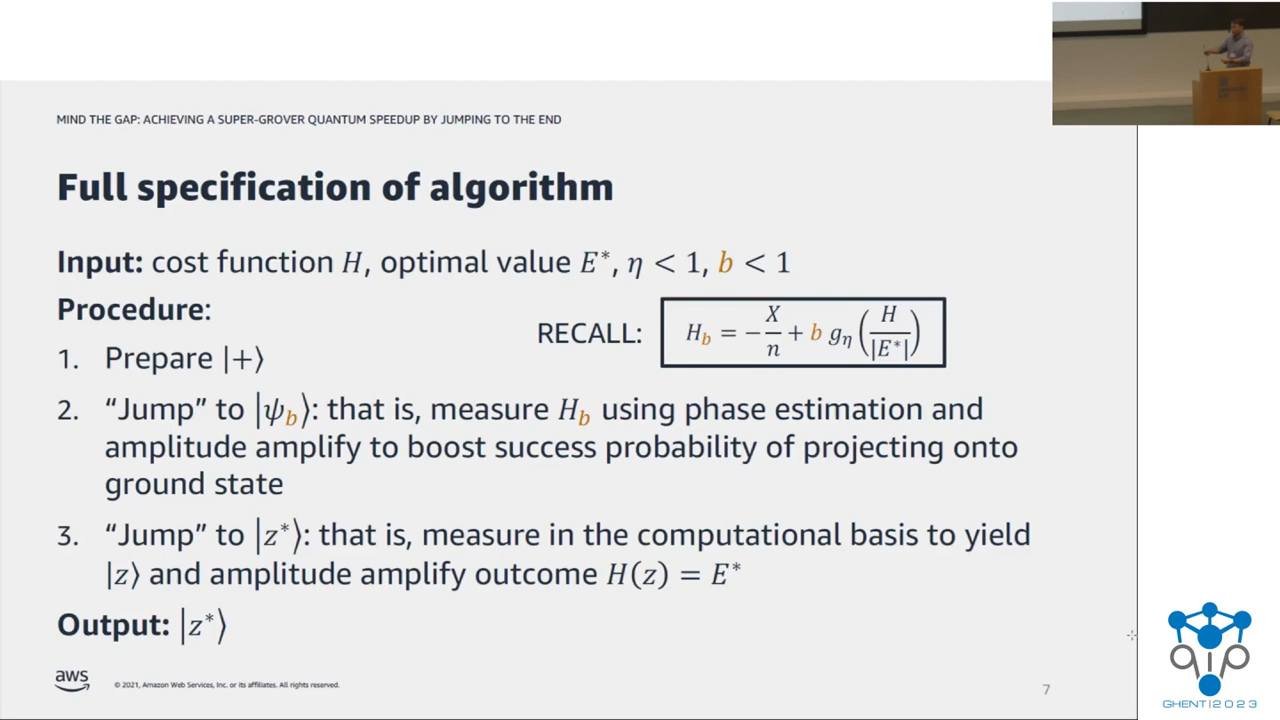 MIND THE GAP: ACHIEVING A SUPER-GROVER QUANTUM SPEEDUP BY JUMPING TO THE END
Full specification of algorithm
Input: cost function H, optimal value E*, η < 1, b < 1
Procedure:
RECALL: H_b = −X/n + b g_η(H/|E*|)
1. Prepare |+⟩
2. “Jump” to |ψ_b⟩: that is, measure H_b using phase estimation and
amplitude amplify to boost success probability of projecting onto
ground state
3. “Jump” to |z*⟩: that is, measure in the computational basis to yield
|z⟩ and amplitude amplify outcome H(z) = E*
Output: |z*⟩
aws
© 2021, Amazon Web Services, Inc. or its affiliates. All rights reserved.
7
qip
GHENT|2023